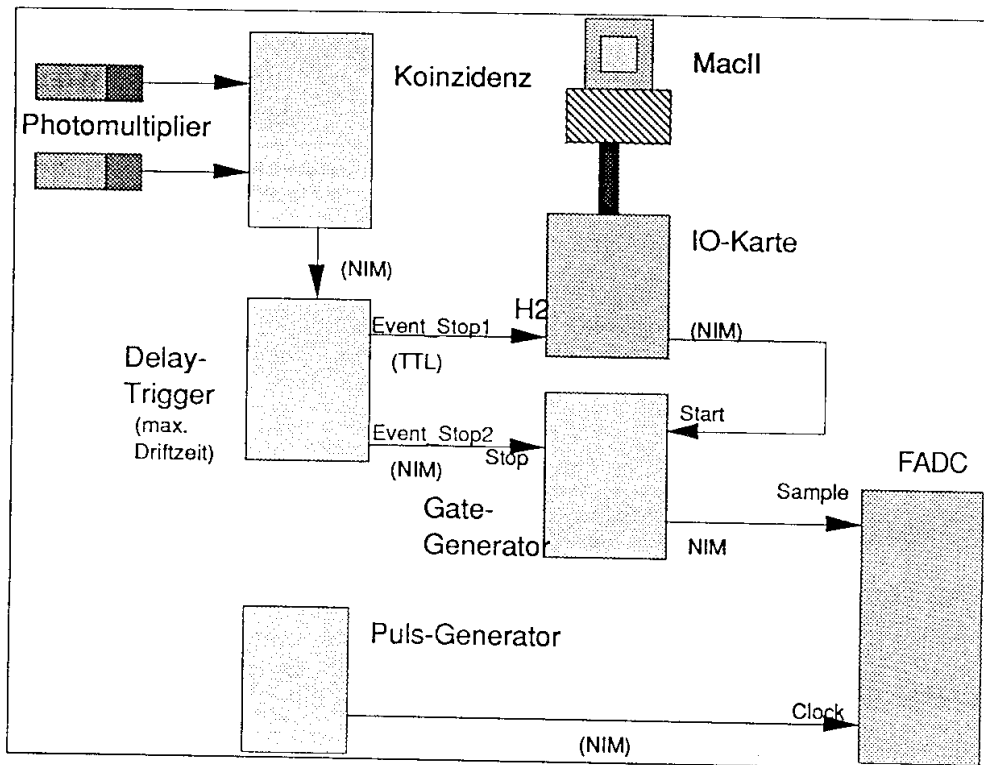 Koinzidenz
MacII
Photomultiplier
(NIM)
IO-Karte
H2
Event_Stop1
(TTL)
(NIM)
Delay-
Trigger
(max.
Driftzeit)
Start
Event_Stop2
(NIM)
Stop
FADC
Sample
Gate-
Generator
NIM
Puls-Generator
Clock
(NIM)